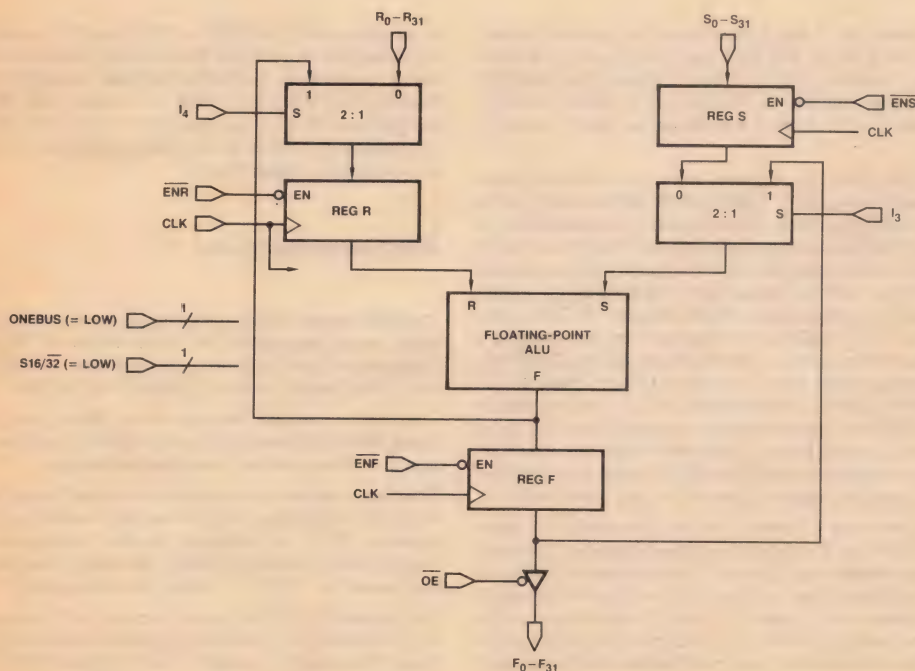 R0–R31
S0–S31
1 0
I4
S
2 : 1
EN
REG S
ENS
CLK
ENR
EN
REG R
CLK
0 1
2 : 1
S
I3
ONEBUS (= LOW)
1
S16/32 (= LOW)
1
R S
FLOATING-POINT
ALU
F
ENF
EN
REG F
CLK
OE
F0–F31